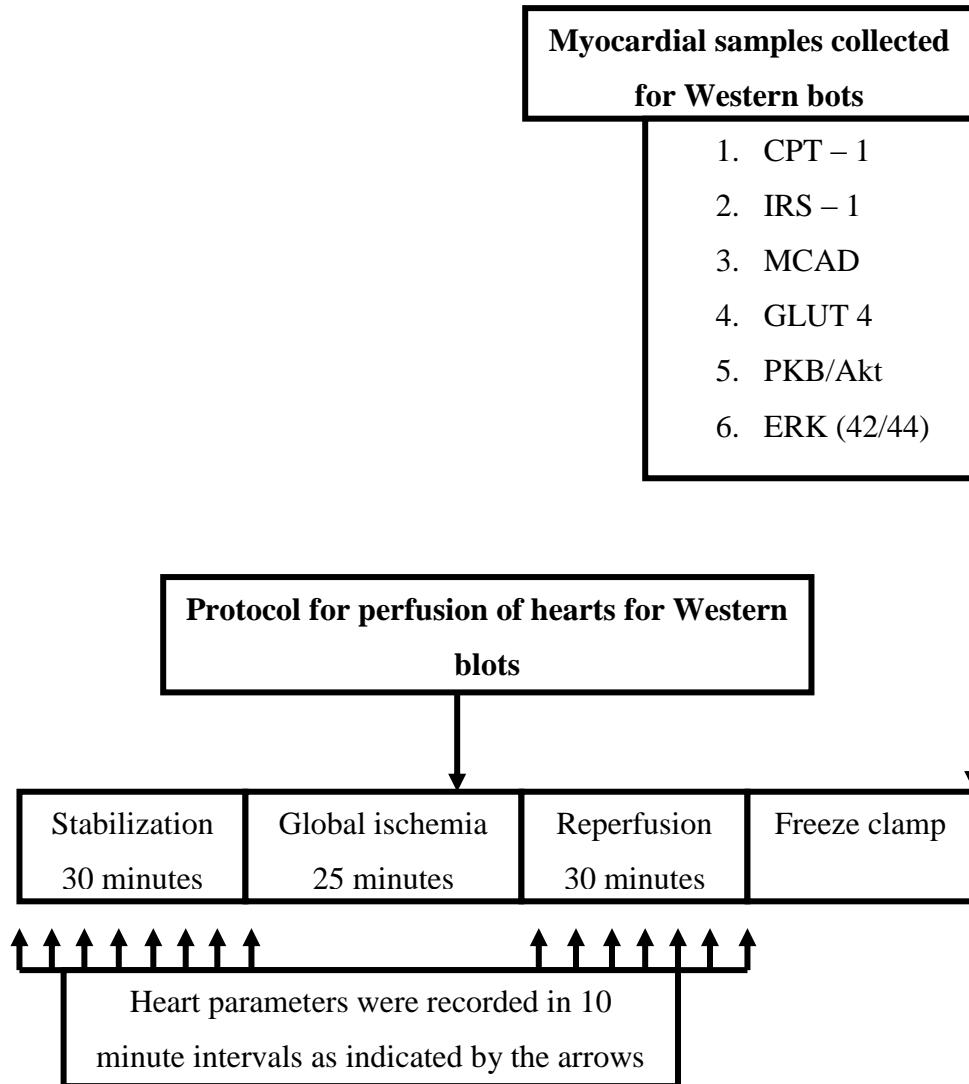 Myocardial samples collected
for Western bots
1. CPT – 1
2. IRS – 1
3. MCAD
4. GLUT 4
5. PKB/Akt
6. ERK (42/44)
Protocol for perfusion of hearts for Western
blots
Stabilization
30 minutes
Global ischemia
25 minutes
Reperfusion
30 minutes
Freeze clamp
Heart parameters were recorded in 10
minute intervals as indicated by the arrows